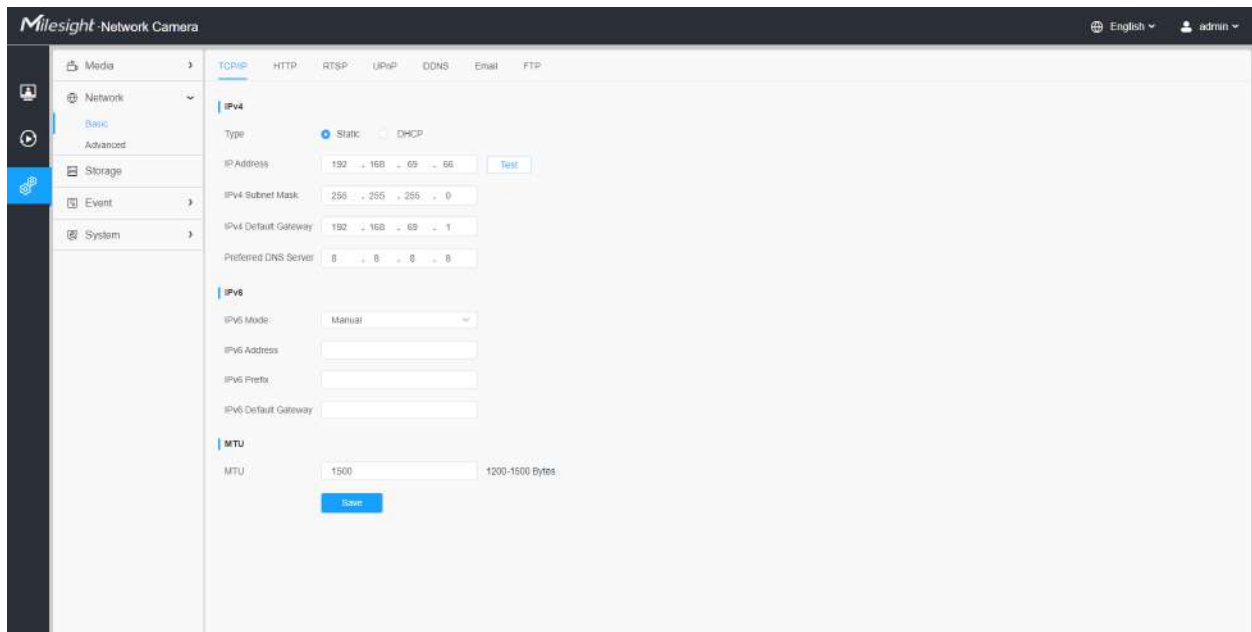 Milesight Network Camera
English
admin
Media
TCP/IP HTTP RTSP UPnP DDNS Email FTP
Network
Basic
Advanced
Storage
Event
System
IPv4
Type Static DHCP
IP Address 192 . 168 . 69 . 66 Test
IPv4 Subnet Mask 255 . 255 . 255 . 0
IPv4 Default Gateway 192 . 168 . 69 . 1
Preferred DNS Server 8 . 8 . 8 . 8
IPv6
IPv6 Mode Manual
IPv6 Address
IPv6 Prefix
IPv6 Default Gateway
MTU
MTU 1500 1200-1500 Bytes
Save